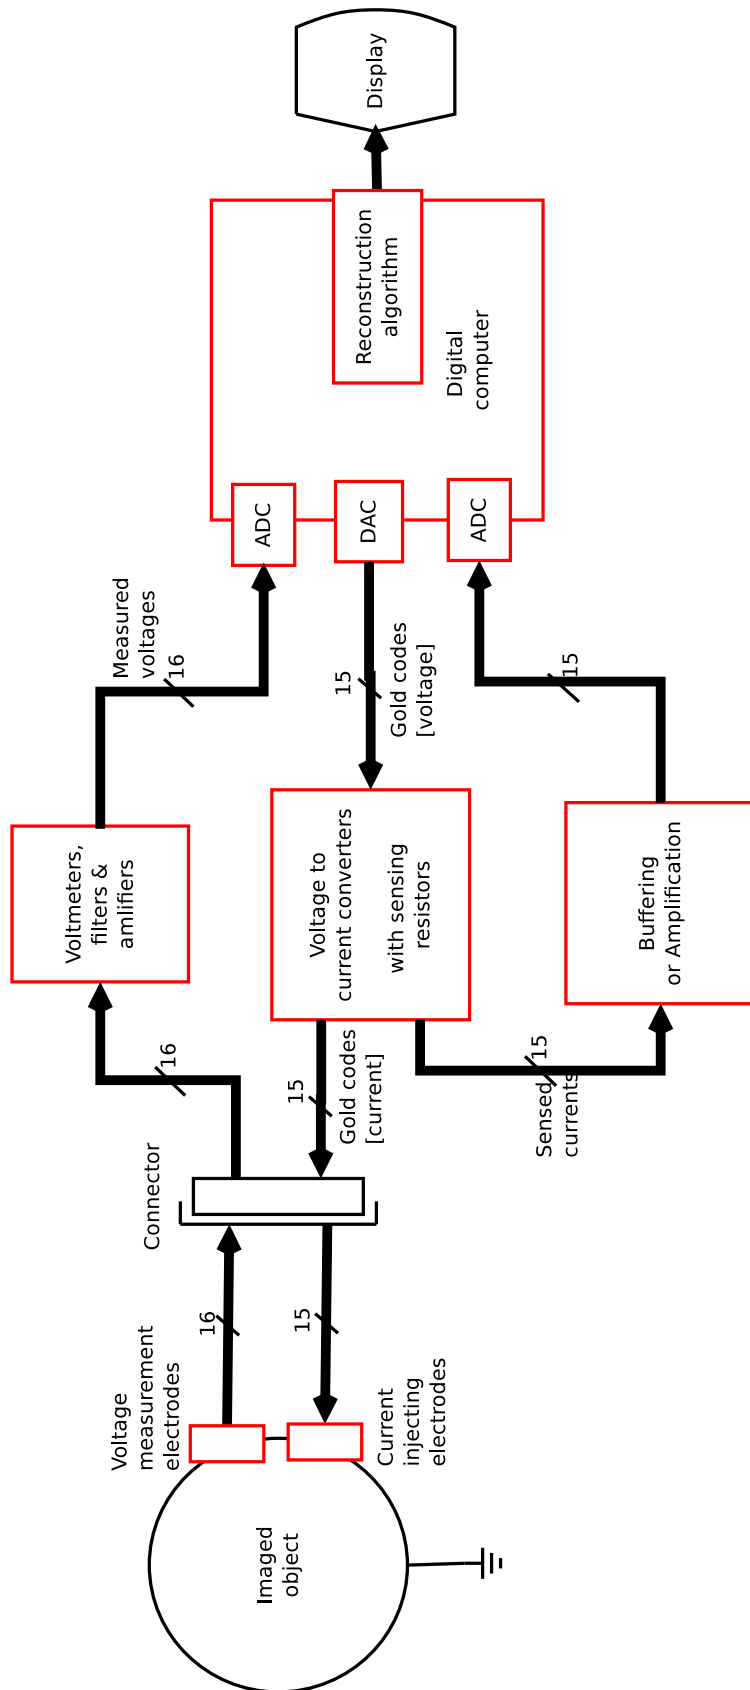 Display
Reconstruction
algorithm
Digital
computer
ADC
DAC
ADC
Measured
voltages
16
15
Gold codes
[voltage]
15
Voltmeters,
filters &
amlifiers
Voltage to
current converters
with sensing
resistors
Buffering
or Amplification
16
15
Gold codes
[current]
15
Sensed
currents
Connector
16
15
Voltage
measurement
electrodes
Current
injecting
electrodes
Imaged
object